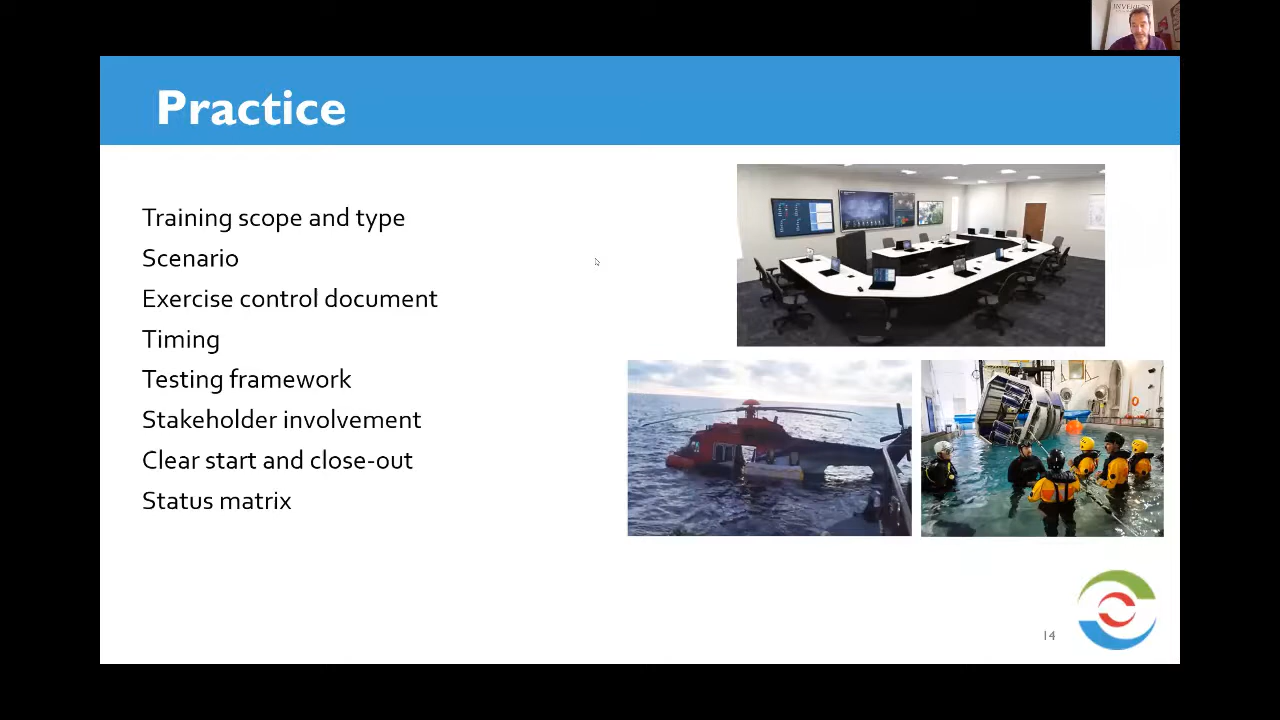 Practice
Training scope and type
Scenario
Exercise control document
Timing
Testing framework
Stakeholder involvement
Clear start and close-out
Status matrix
14